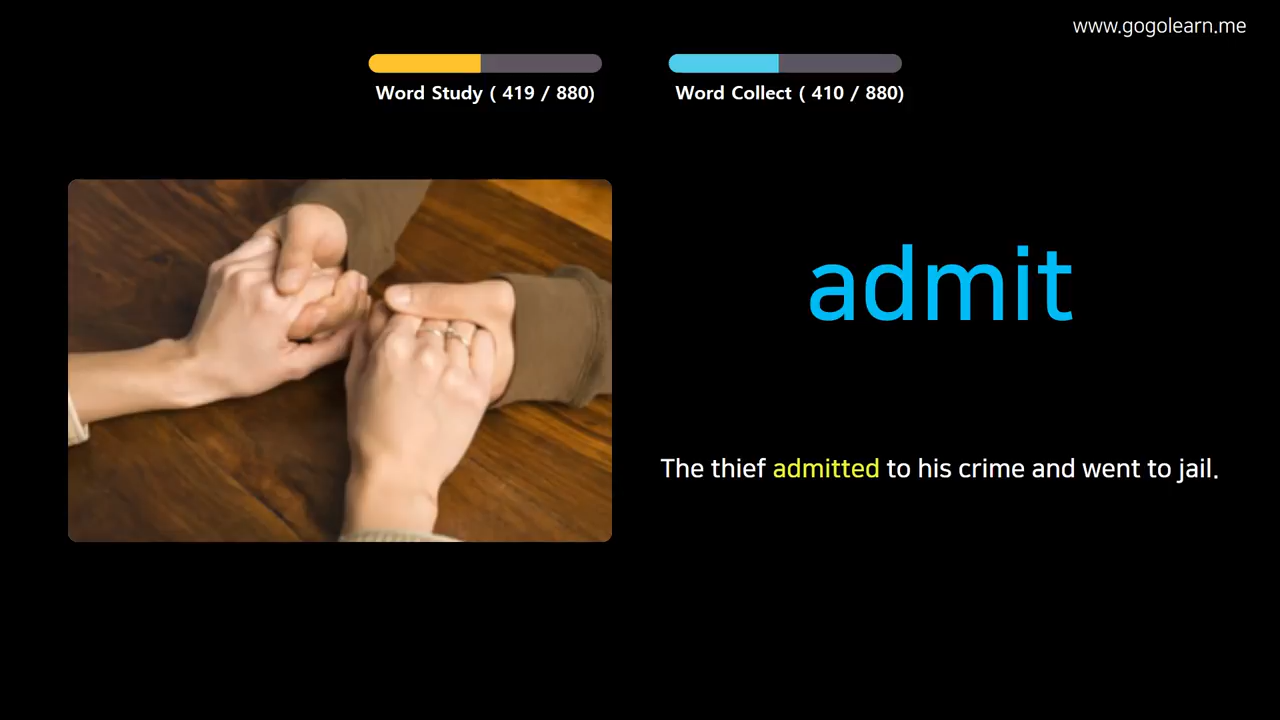 www.gogolearn.me
Word Study ( 419 / 880)
Word Collect ( 410 / 880)
admit
The thief admitted to his crime and went to jail.